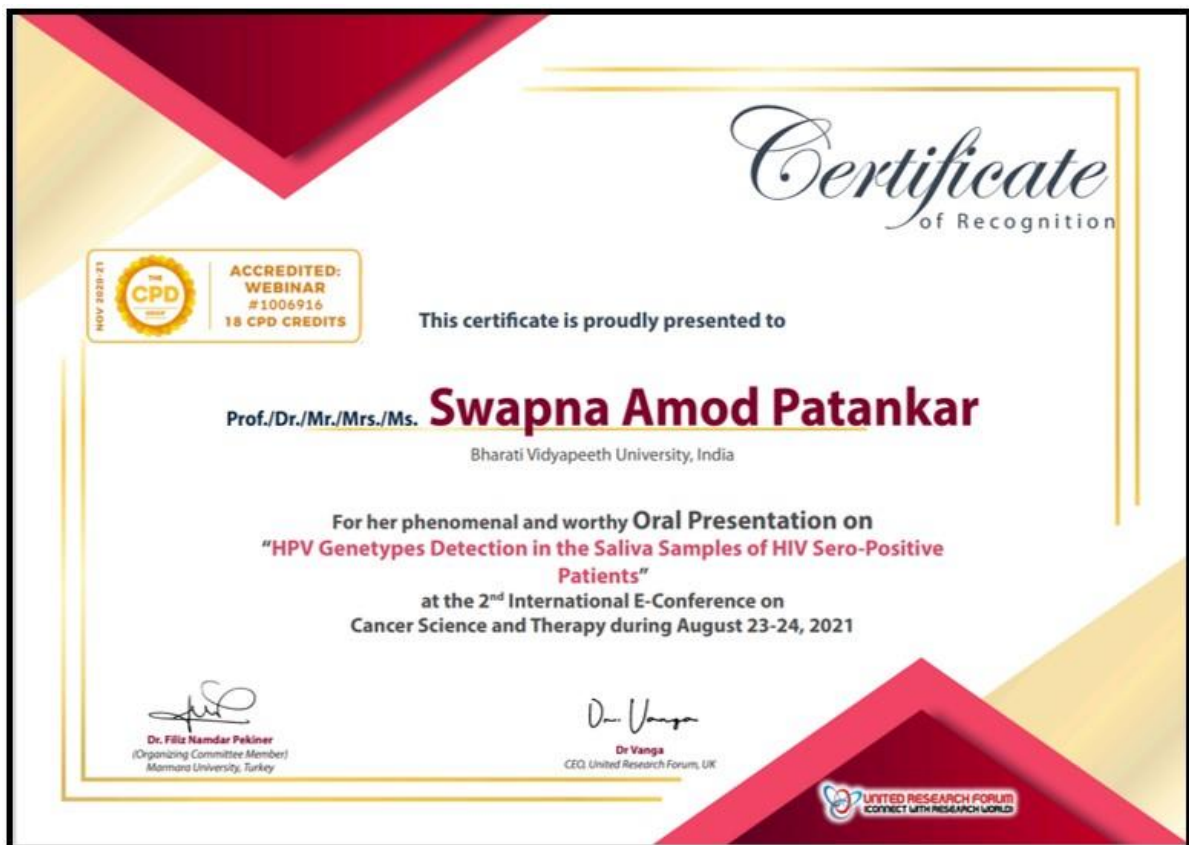 Certificate
of Recognition
NOV 2020-21
THE
CPD
GROUP
ACCREDITED:
WEBINAR
#1006916
18 CPD CREDITS
This certificate is proudly presented to
Prof./Dr./Mr./Mrs./Ms. Swapna Amod Patankar
Bharati Vidyapeeth University, India
For her phenomenal and worthy Oral Presentation on
"HPV Genotypes Detection in the Saliva Samples of HIV Sero-Positive
Patients"
at the 2nd International E-Conference on
Cancer Science and Therapy during August 23-24, 2021
Dr. Filiz Namdar Pekiner
(Organizing Committee Member)
Marmara University, Turkey
Dr. Vanga
Dr Vanga
CEO, United Research Forum, UK
UNITED RESEARCH FORUM
(CONNECT WITH RESEARCH WORLD)